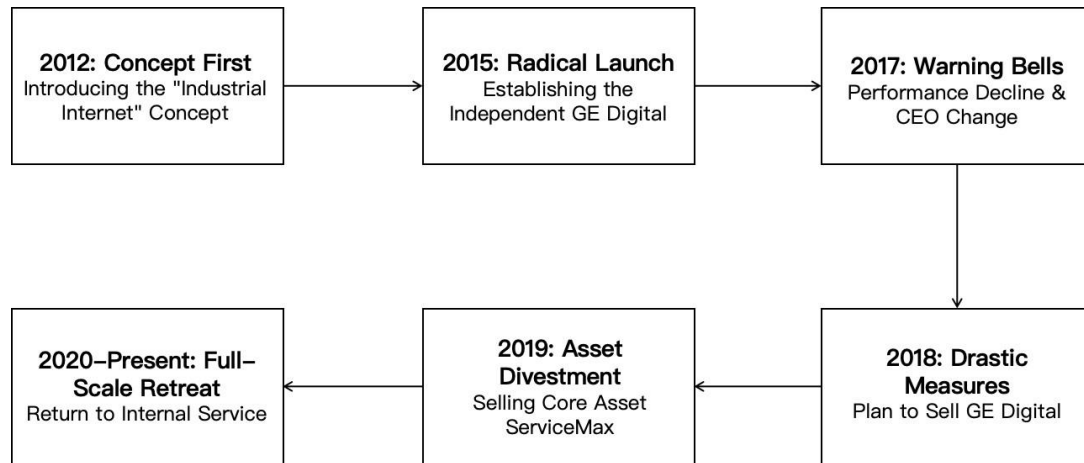 2012: Concept First
Introducing the "Industrial
Internet" Concept
2015: Radical Launch
Establishing the
Independent GE Digital
2017: Warning Bells
Performance Decline &
CEO Change
2018: Drastic
Measures
Plan to Sell GE Digital
2019: Asset
Divestment
Selling Core Asset
ServiceMax
2020–Present: Full–
Scale Retreat
Return to Internal Service